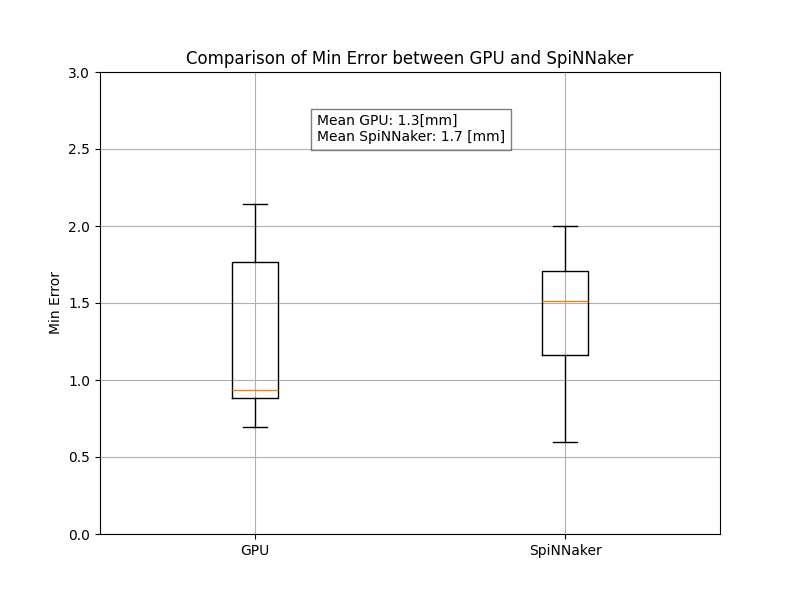 Comparison of Min Error between GPU and SpiNNaker
3.0
Mean GPU: 1.3[mm]
Mean SpiNNaker: 1.7 [mm]
2.5
2.0
Min Error
1.5
1.0
0.5
0.0
GPU
SpiNNaker